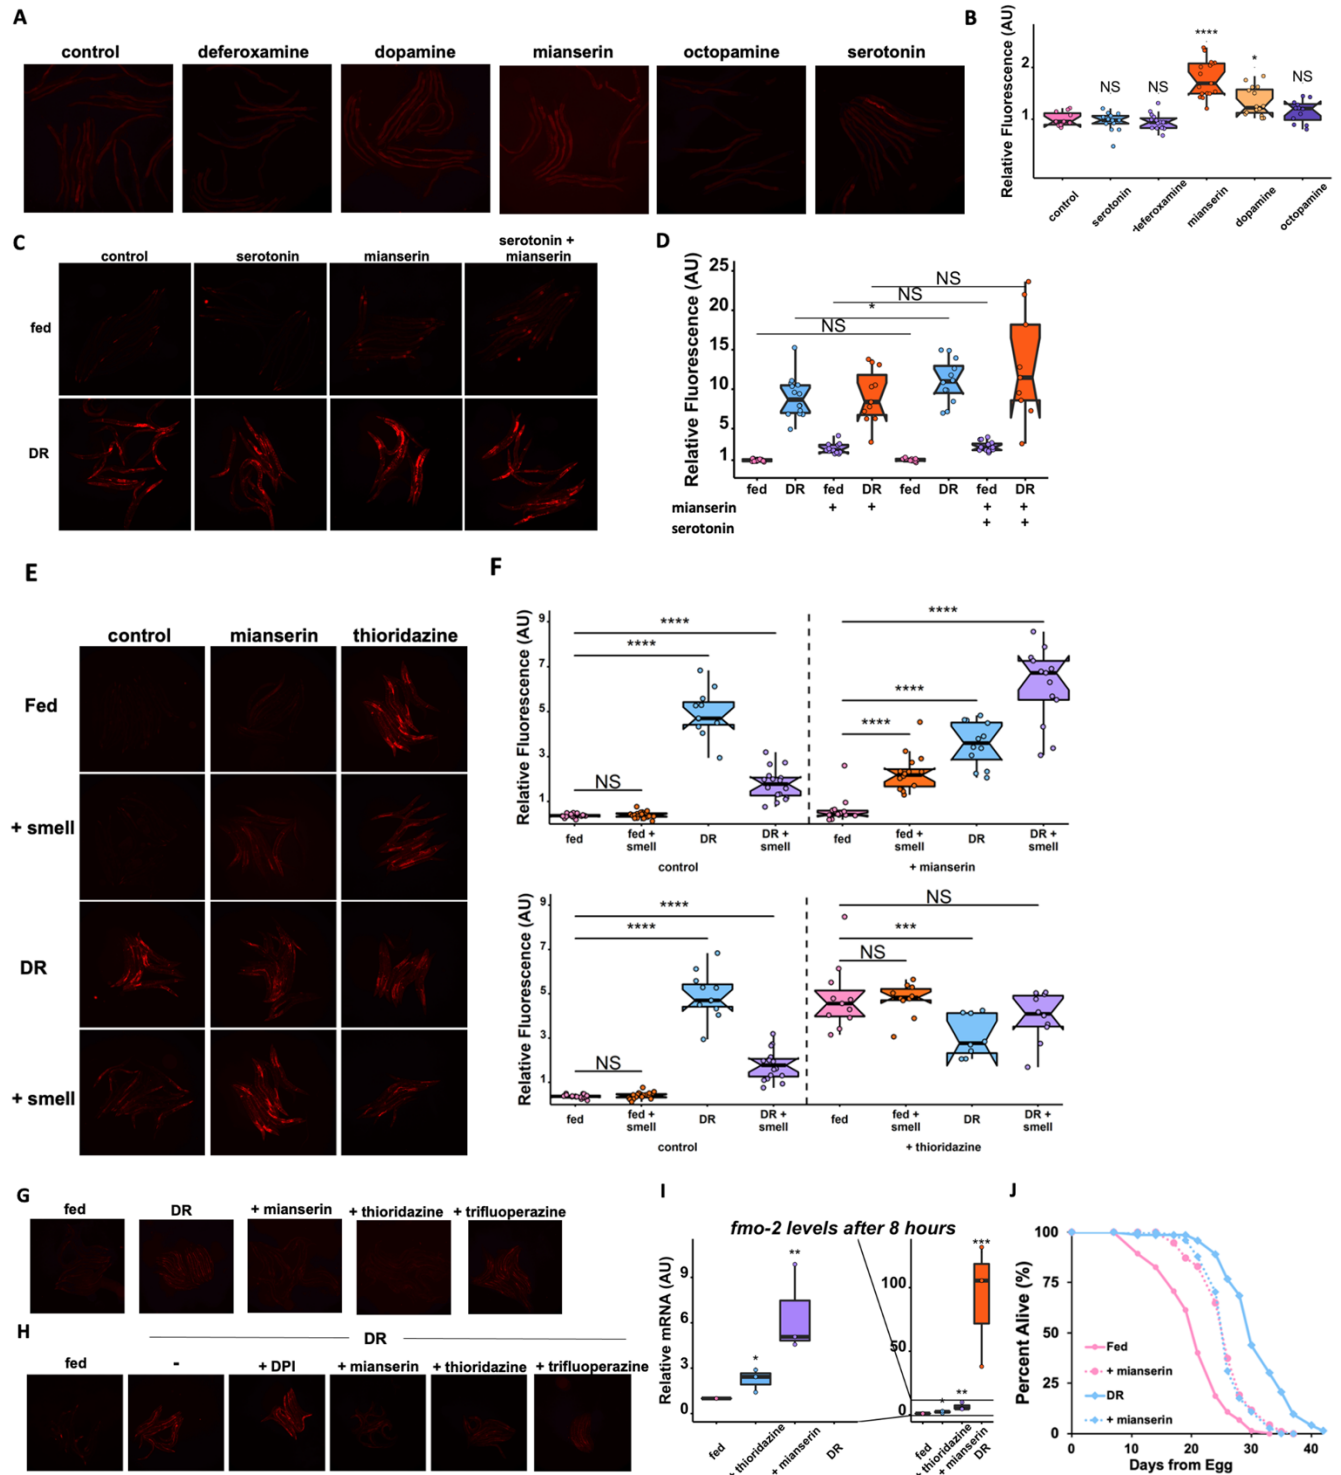 A
control deferoxamine dopamine mianserin octopamine serotonin
B
Relative Fluorescence (AU)
2
1
NS NS **** * NS
control serotonin deferoxamine mianserin dopamine octopamine
C
control serotonin mianserin serotonin +
mianserin
fed
DR
D
Relative Fluorescence (AU)
25
20
15
10
5
1
NS
NS
*
NS
fed DR fed DR fed DR fed DR
mianserin + + + +
serotonin + +
E
control mianserin thioridazine
Fed
+ smell
DR
+ smell
F
Relative Fluorescence (AU)
9
7
5
3
1
****
****
NS
****
****
****
fed fed + smell DR DR + smell fed fed + smell DR DR + smell
control + mianserin
Relative Fluorescence (AU)
9
7
5
3
1
****
****
NS
NS
***
NS
fed fed + smell DR DR + smell fed fed + smell DR DR + smell
control + thioridazine
G
fed DR + mianserin + thioridazine + trifluoperazine
H
DR
fed - + DPI + mianserin + thioridazine + trifluoperazine
I
fmo-2 levels after 8 hours
Relative mRNA (AU)
9
6
3
0
* **
fed + thioridazine + mianserin DR
100
50
0
* ** ***
fed + thioridazine + mianserin DR
J
Percent Alive (%)
100
75
50
25
0
Fed
+ mianserin
DR
+ mianserin
0 10 20 30 40
Days from Egg